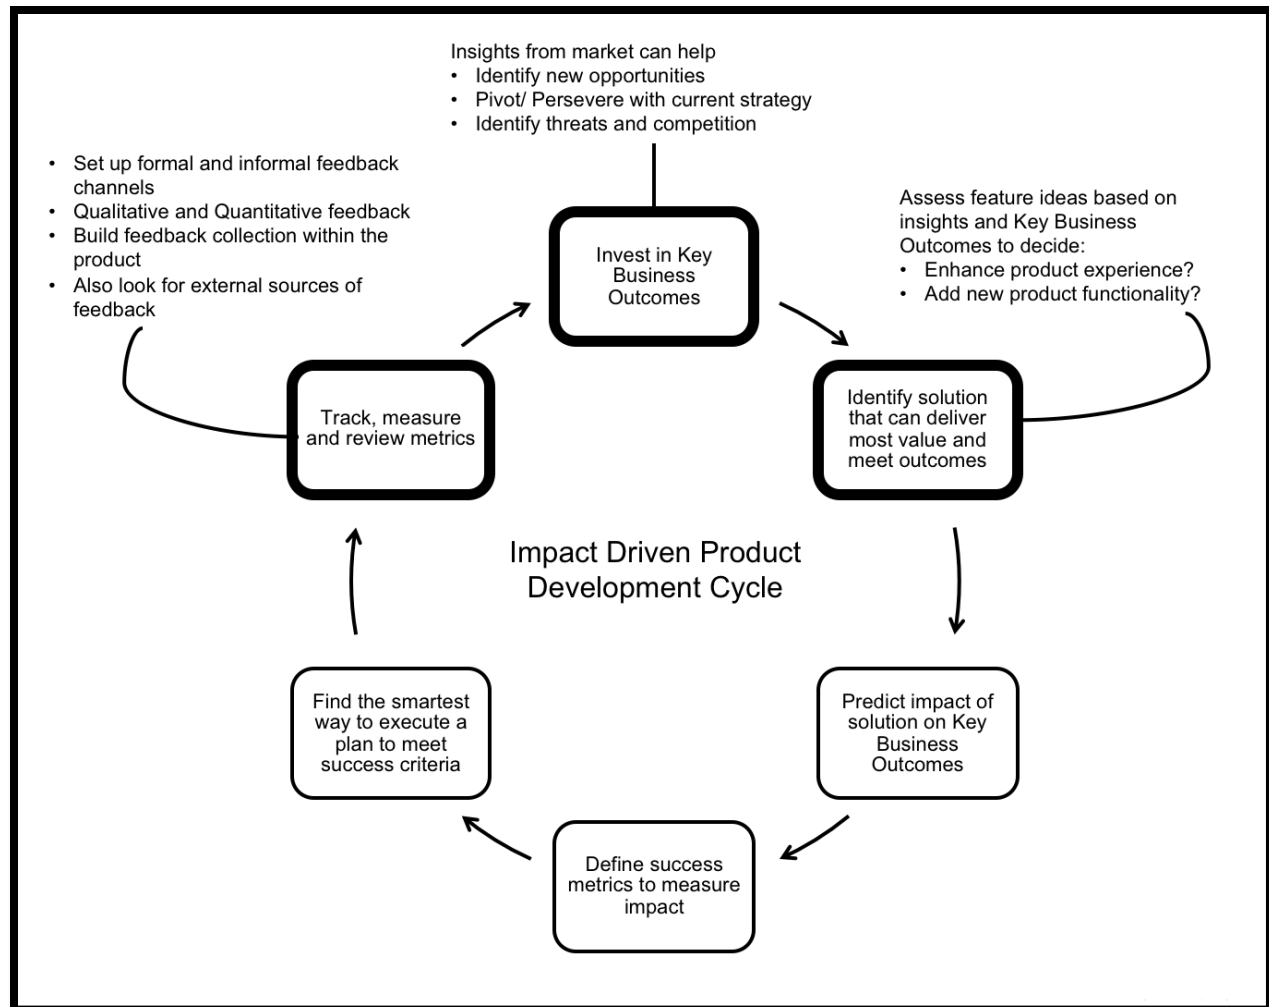 Insights from market can help
• Identify new opportunities
• Pivot/ Persevere with current strategy
• Identify threats and competition
• Set up formal and informal feedback
channels
• Qualitative and Quantitative feedback
• Build feedback collection within the
product
• Also look for external sources of
feedback
Assess feature ideas based on
insights and Key Business
Outcomes to decide:
• Enhance product experience?
• Add new product functionality?
Invest in Key
Business
Outcomes
Identify solution
that can deliver
most value and
meet outcomes
Track, measure
and review metrics
Impact Driven Product
Development Cycle
Predict impact of
solution on Key
Business
Outcomes
Find the smartest
way to execute a
plan to meet
success criteria
Define success
metrics to measure
impact